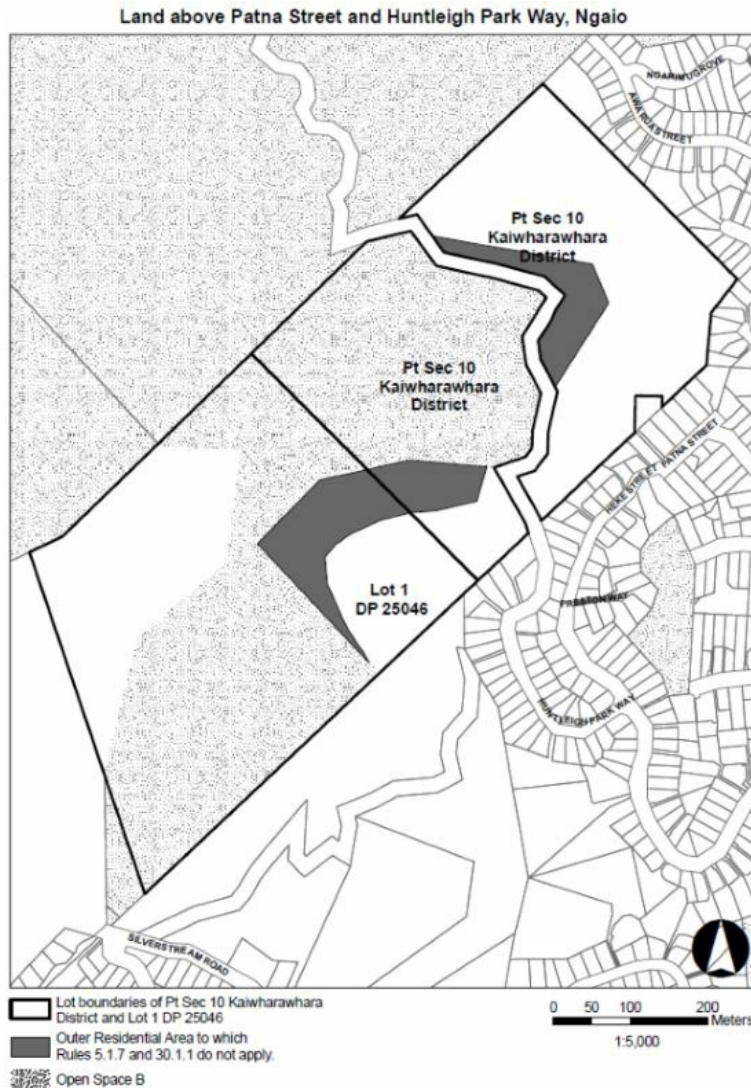 Land above Patna Street and Huntleigh Park Way, Ngaio
NGARIMU GROVE
AWARUA STREET
Pt Sec 10
Kaiwharawhara
District
Pt Sec 10
Kaiwharawhara
District
HEKE STREET
PATNA STREET
Lot 1
DP 25046
PRESTON WAY
HUNTLEIGH PARK WAY
SILVERSTREAM ROAD
Lot boundaries of Pt Sec 10 Kaiwharawhara
District and Lot 1 DP 25046
Outer Residential Area to which
Rules 5.1.7 and 30.1.1 do not apply.
Open Space B
0 50 100 200
Meters
1:5,000